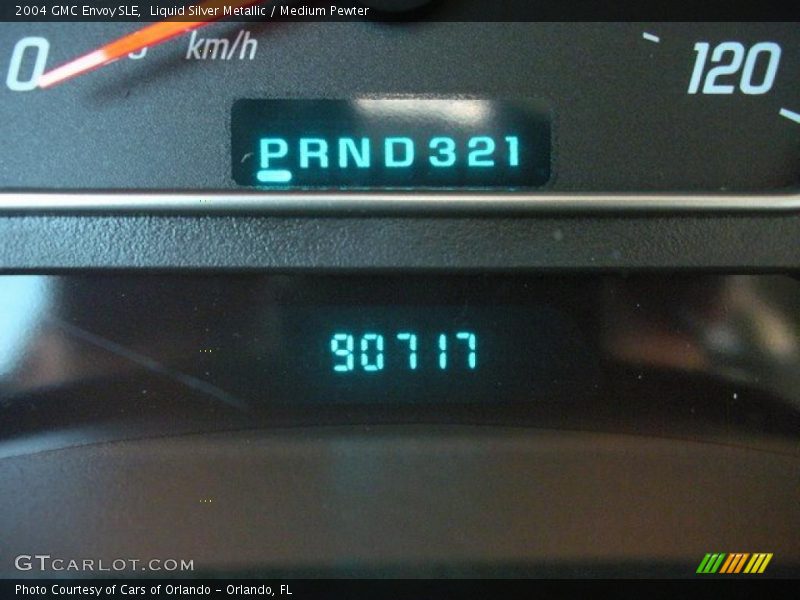 2004 GMC Envoy SLE,  Liquid Silver Metallic / Medium Pewter
0 km/h 120
PRND321
90717
GTCARLOT.COM
Photo Courtesy of Cars of Orlando - Orlando, FL